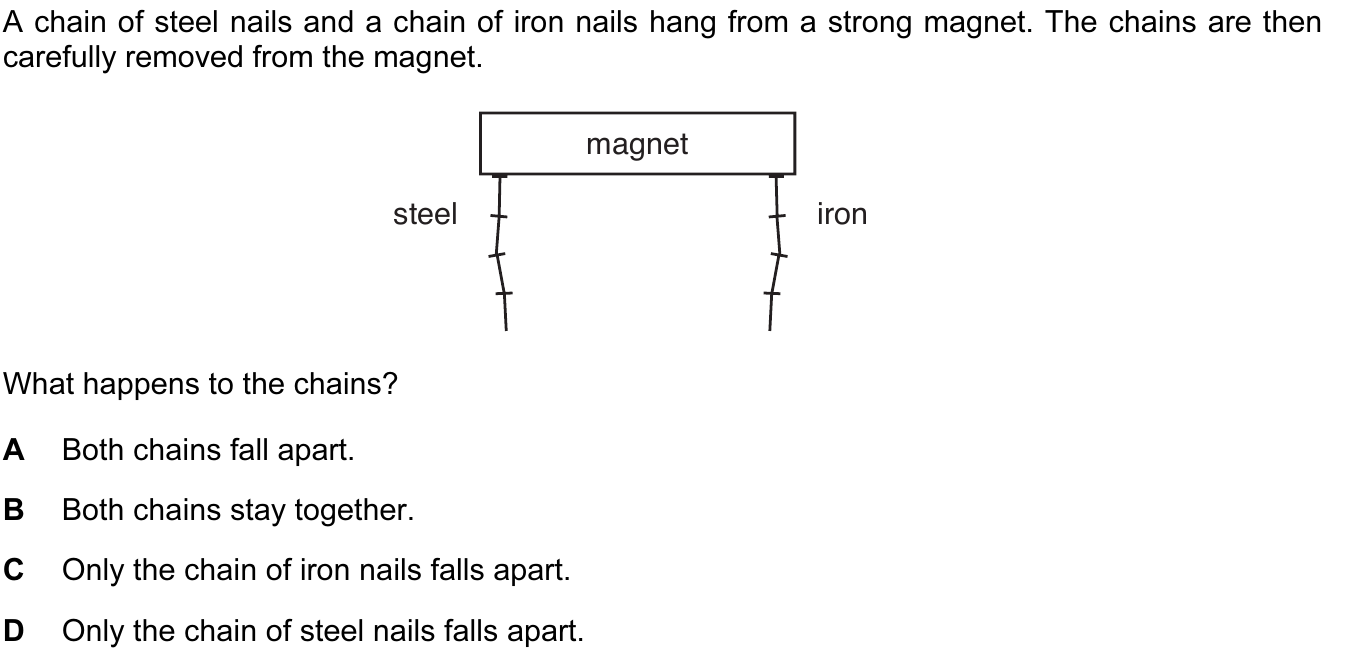 A chain of steel nails and a chain of iron nails hang from a strong magnet. The chains are then
carefully removed from the magnet.
magnet
steel
iron
What happens to the chains?
A Both chains fall apart.
B Both chains stay together.
C Only the chain of iron nails falls apart.
D Only the chain of steel nails falls apart.